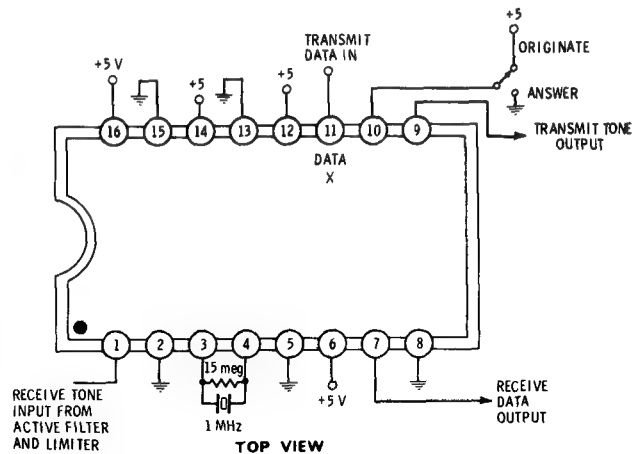 +5
ORIGINATE
ANSWER
TRANSMIT
DATA IN
+5 V
+5
+5
16
15
14
13
12
11
10
9
TRANSMIT TONE
OUTPUT
DATA
X
1
2
3
4
5
6
7
8
15 meg
1 MHz
+5 V
RECEIVE TONE
INPUT FROM
ACTIVE FILTER
AND LIMITER
RECEIVE
DATA
OUTPUT
TOP VIEW